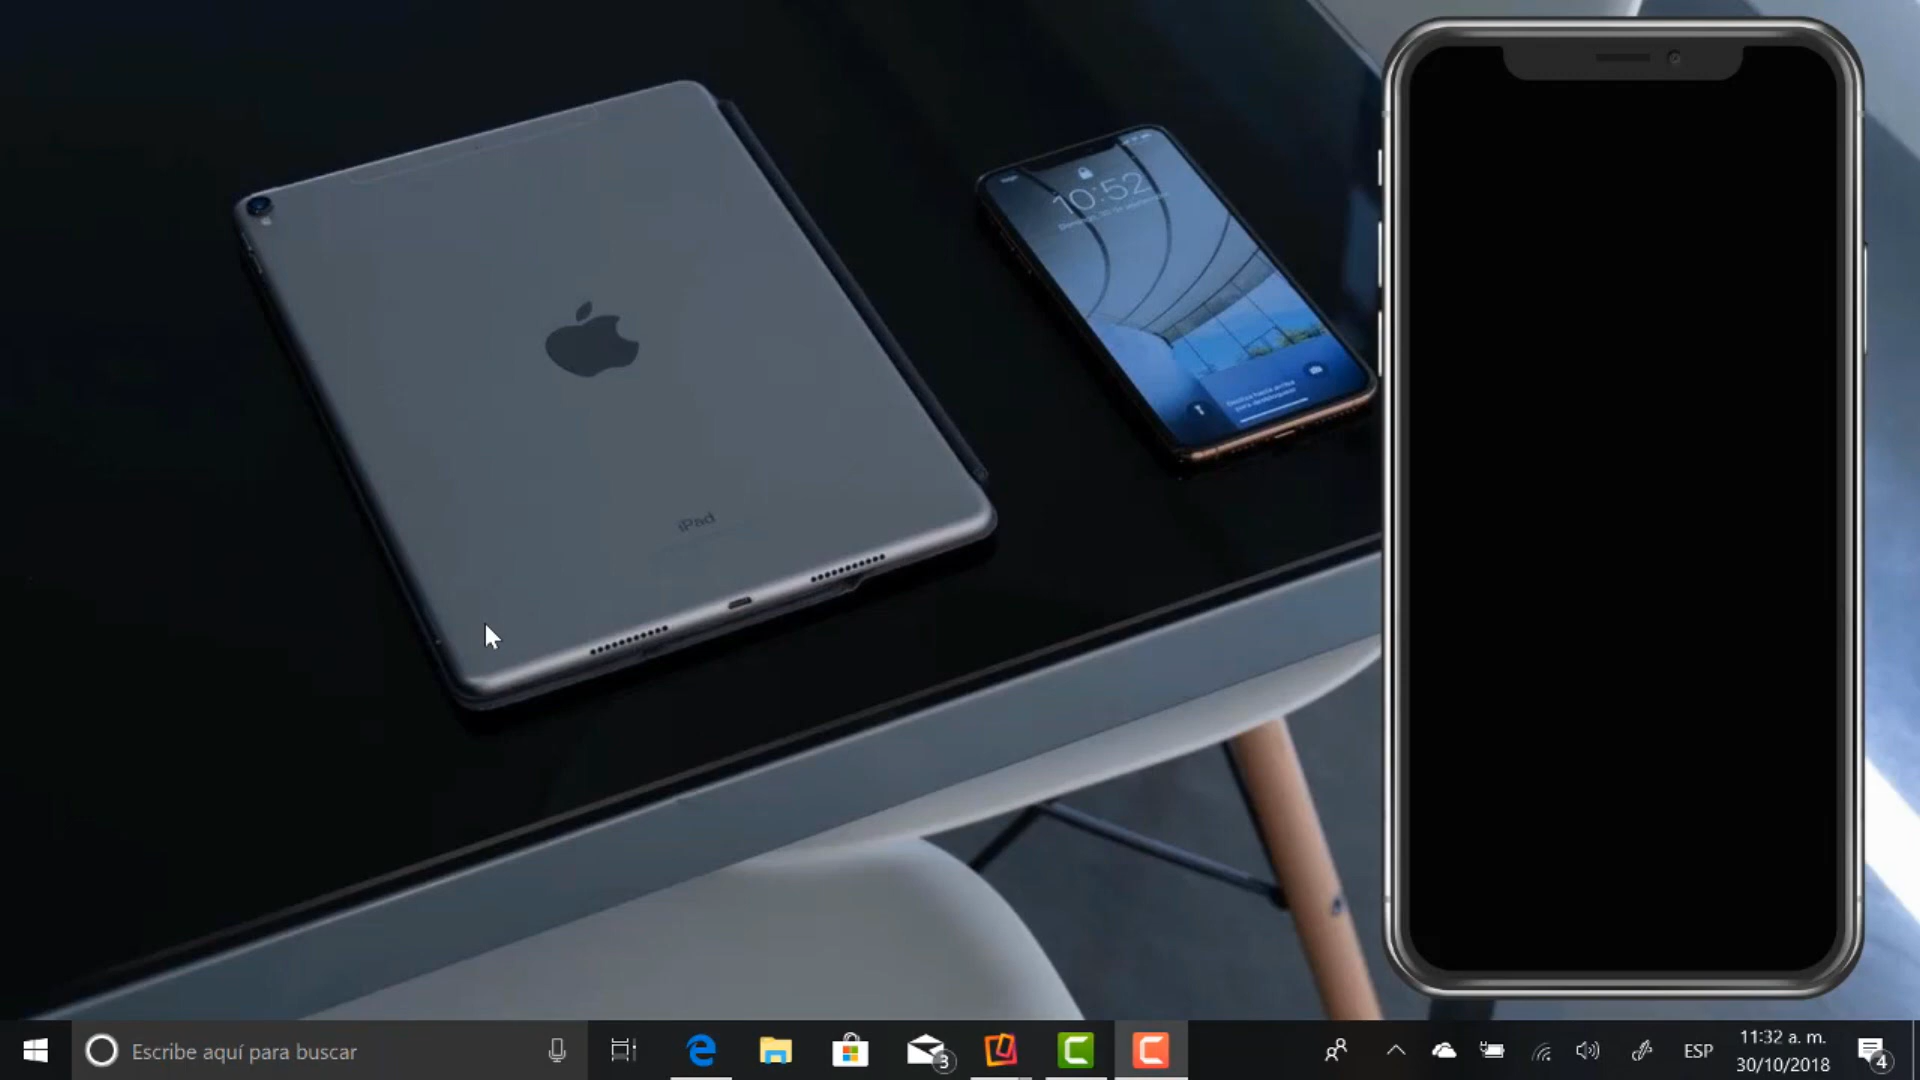 10:52
iPad
Escribe aquí para buscar
3
ESP
11:32 a. m.
30/10/2018
4